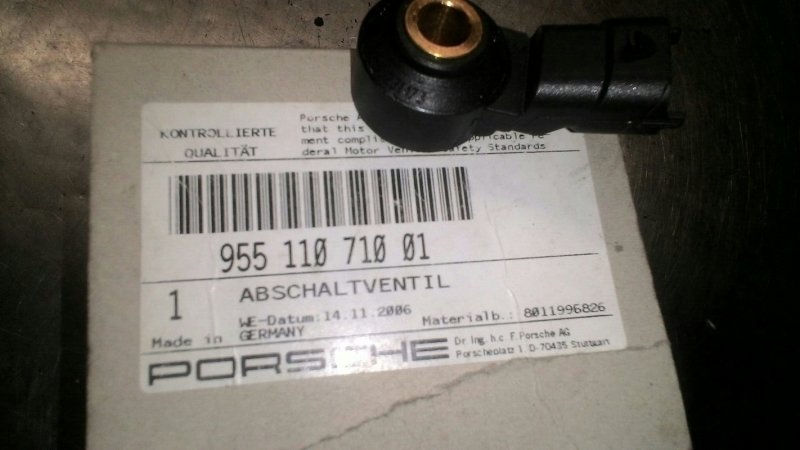 KONTROLLIERTE
QUALITÄT
Porsche
that this
ment compli
deral Motor Safety Standards
955 110 710 01
1
ABSCHALTVENTIL
WE-Datum:14.11.2006
Materialb.: 8011996826
Made in GERMANY
PORSCHE
Dr. Ing. h.c. F. Porsche AG
Porscheplatz 1. D-70435 Stuttgart